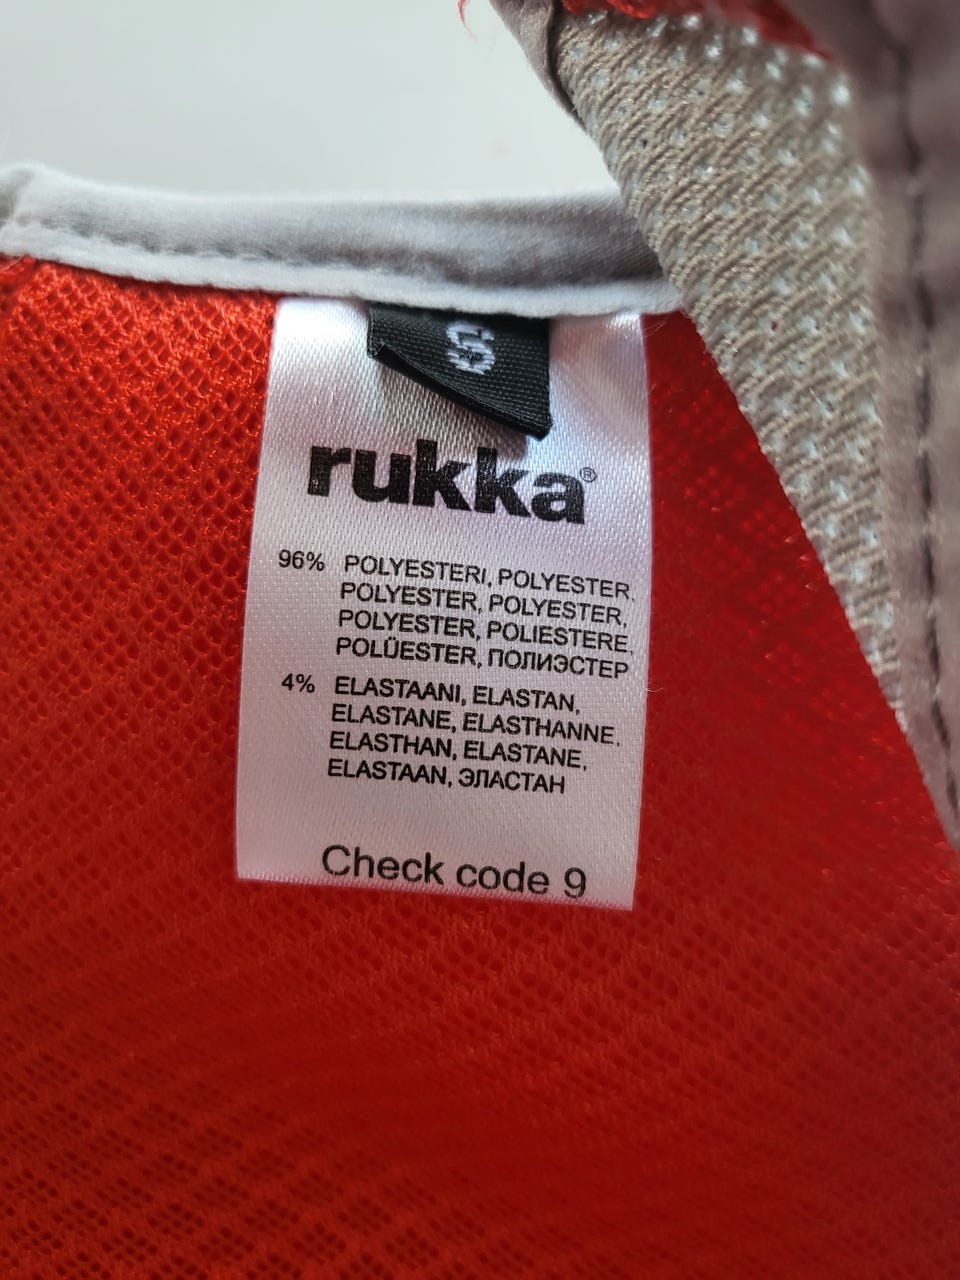 S
rukka®
96% POLYESTERI, POLYESTER,
POLYESTER, POLYESTER,
POLYESTER, POLIESTERE,
POLÜESTER, ПОЛИЭСТЕР
4% ELASTAANI, ELASTAN,
ELASTANE, ELASTHANNE,
ELASTHAN, ELASTANE,
ELASTAAN, ЭЛАСТАН
Check code 9